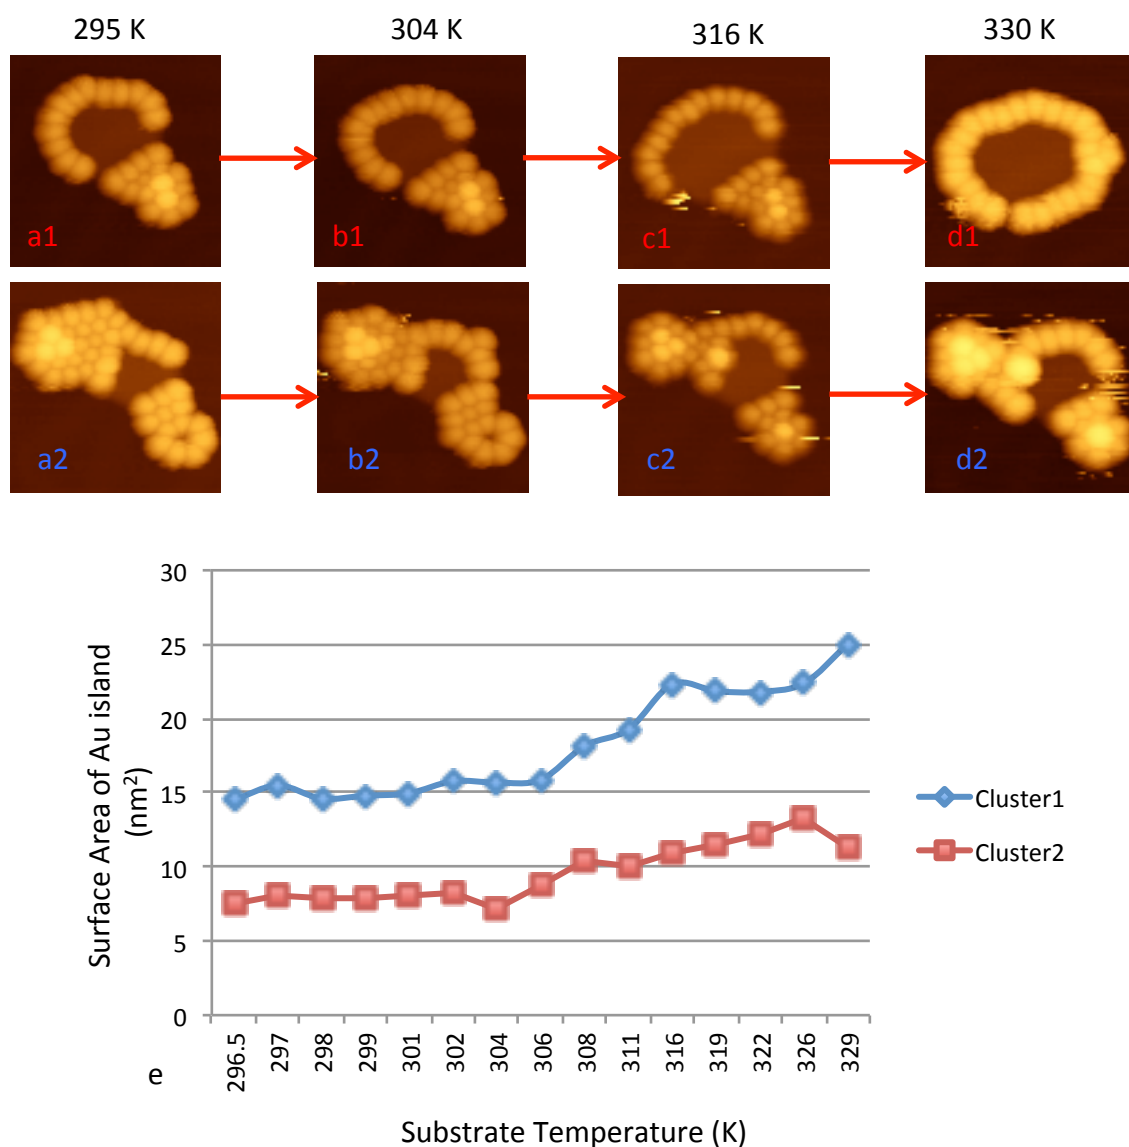 295 K 304 K 316 K 330 K
a1 b1 c1 d1
a2 b2 c2 d2
30
25
20
15
10
5
0
Surface Area of Au island
(nm²)
Cluster1
Cluster2
296.5 297 298 299 301 302 304 306 308 311 316 319 322 326 329
e
Substrate Temperature (K)